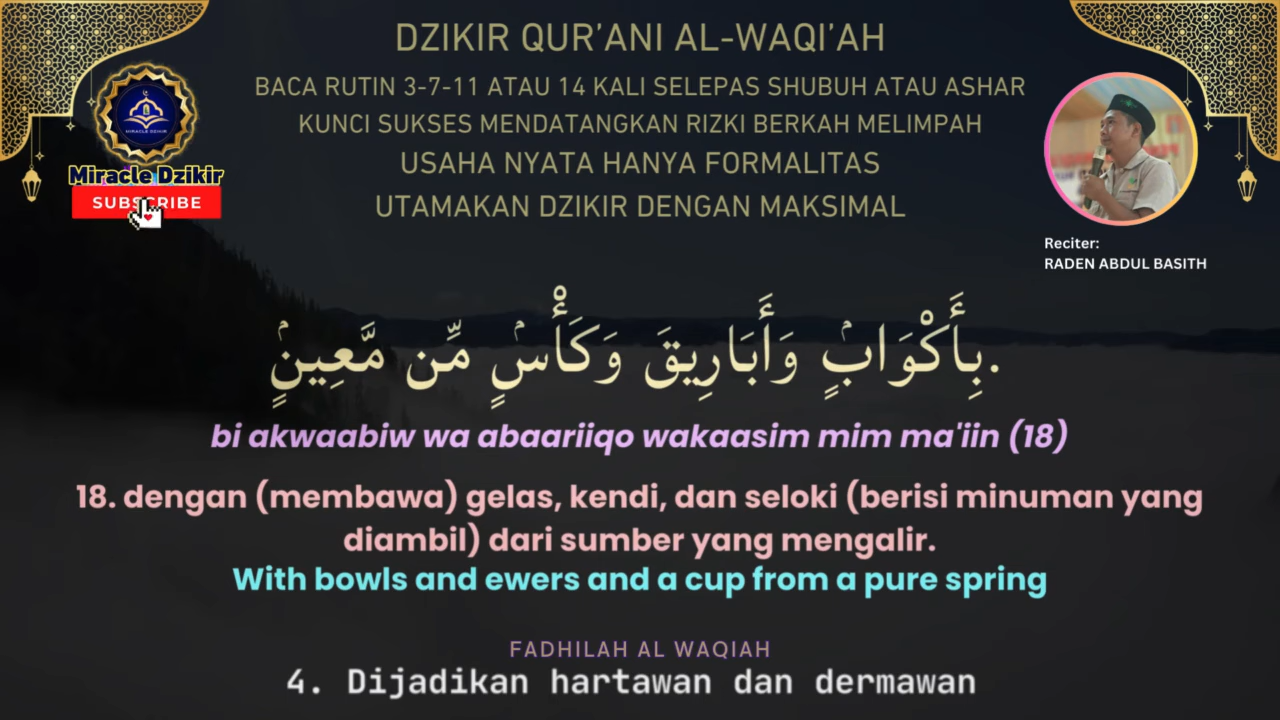 DZIKIR QUR'ANI AL-WAQI'AH
BACA RUTIN 3-7-11 ATAU 14 KALI SELEPAS SHUBUH ATAU ASHAR
KUNCI SUKSES MENDATANGKAN RIZKI BERKAH MELIMPAH
USAHA NYATA HANYA FORMALITAS
UTAMAKAN DZIKIR DENGAN MAKSIMAL
MIRACLE DZIKIR
Miracle Dzikir
SUBSCRIBE
Reciter:
RADEN ABDUL BASITH
بِأَكْوَابٍۢ وَأَبَارِيقَ وَكَأْسٍۢ مِّن مَّعِينٍۢ.
bi akwaabiw wa abaariiqo wakaasim mim ma'iin (18)
18. dengan (membawa) gelas, kendi, dan seloki (berisi minuman yang
diambil) dari sumber yang mengalir.
With bowls and ewers and a cup from a pure spring
FADHILAH AL WAQIAH
4. Dijadikan hartawan dan dermawan